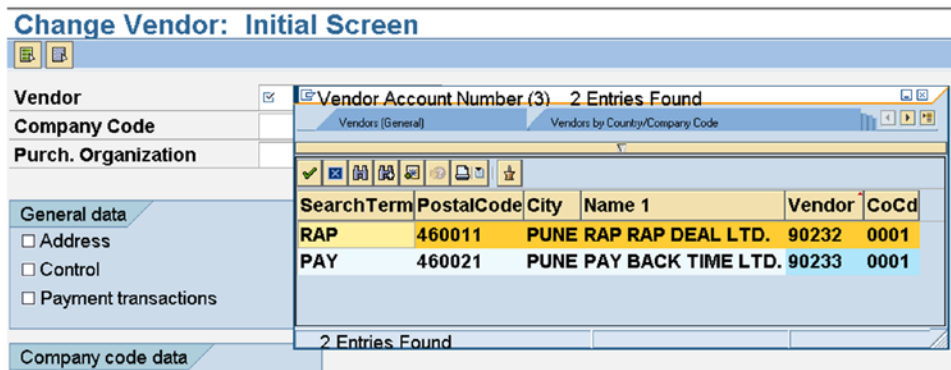 Change Vendor: Initial Screen
Vendor
Company Code
Purch. Organization
General data
Address
Control
Payment transactions
Company code data
Vendor Account Number (3) 2 Entries Found
Vendors (General) Vendors by Country/Company Code
SearchTerm PostalCode City Name 1 Vendor CoCd
RAP 460011 PUNE RAP RAP DEAL LTD. 90232 0001
PAY 460021 PUNE PAY BACK TIME LTD. 90233 0001
2 Entries Found